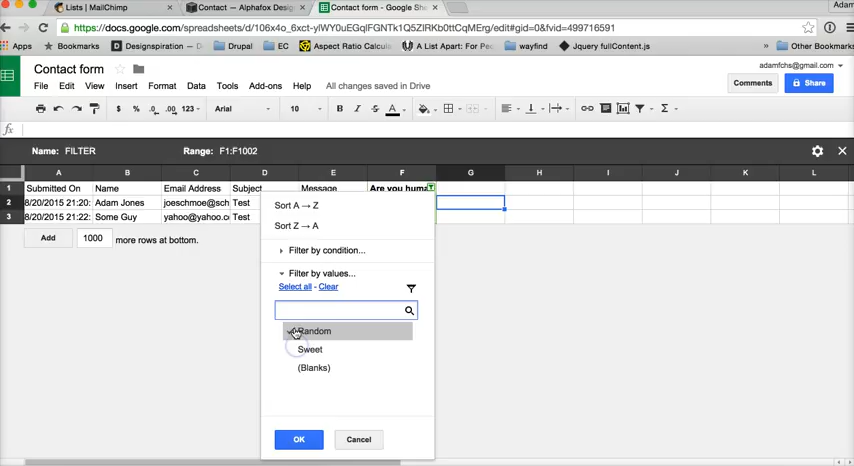 Lists | MailChimp
Contact — Alphafox Desig
Contact form - Google She
Adam
https://docs.google.com/spreadsheets/d/106x4o_6xct-ylWY0uEGqlFGNTk1Q5ZlRKb0ttCqMErg/edit#gid=0&fvid=499716591
Apps
Bookmarks
Designspiration —
Drupal
EC
Aspect Ratio Calcula
A List Apart: For Peo
wayfind
Jquery fullContent.js
»
Other Bookmarks
Contact form
adamfchs@gmail.com
File Edit View Insert Format Data Tools Add-ons Help All changes saved in Drive
Comments
Share
$ % .0 .00 123 Arial 10 B I S A
fx
Name: FILTER Range: F1:F1002
A B C D E F G H I J K L
1 Submitted On Name Email Address Subject Message Are you huma
2 8/20/2015 21:20: Adam Jones joeschmoe@sch Test
3 8/20/2015 21:22: Some Guy yahoo@yahoo.co Test
Add 1000 more rows at bottom.
Sort A → Z
Sort Z → A
Filter by condition...
Filter by values...
Select all - Clear
Random
Sweet
(Blanks)
OK Cancel